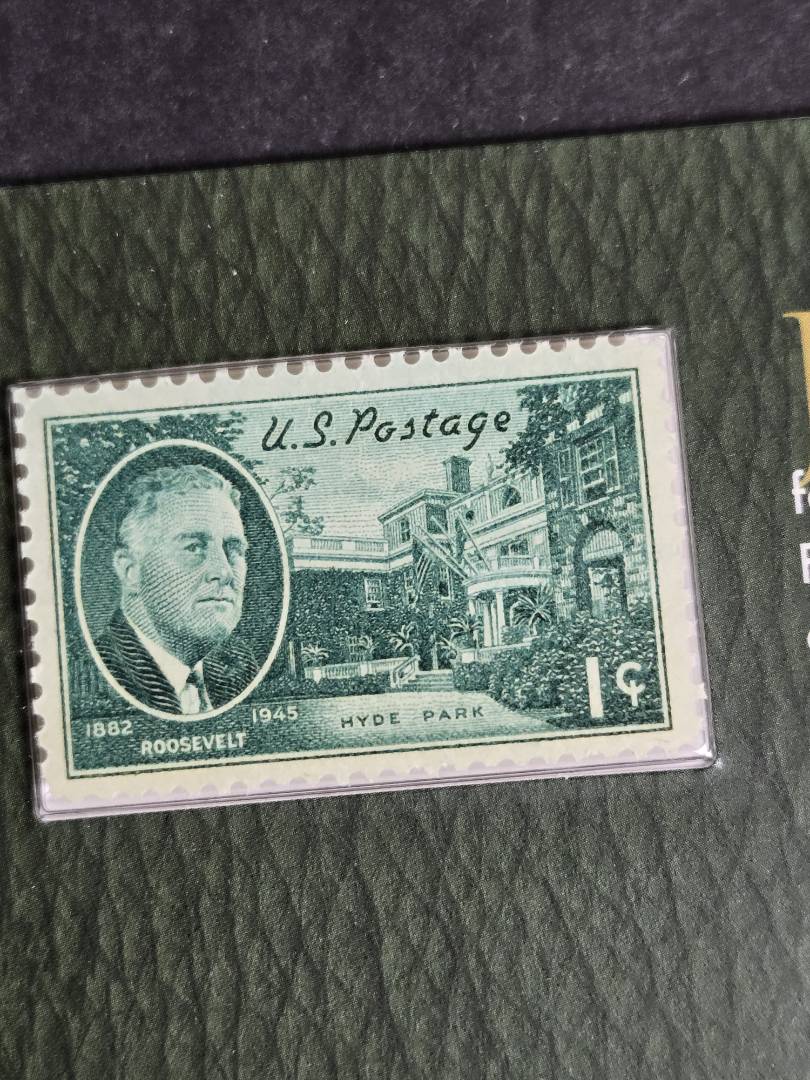 U.S. Postage
1882
ROOSEVELT
1945
HYDE PARK
1¢